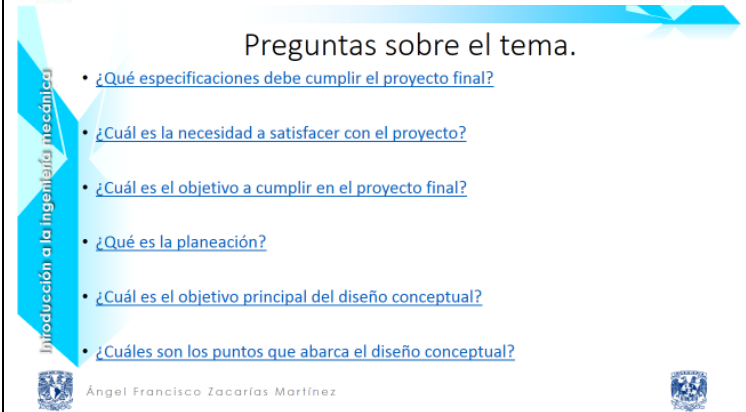 Preguntas sobre el tema.
• ¿Qué especificaciones debe cumplir el proyecto final?
• ¿Cuál es la necesidad a satisfacer con el proyecto?
• ¿Cuál es el objetivo a cumplir en el proyecto final?
• ¿Qué es la planeación?
• ¿Cuál es el objetivo principal del diseño conceptual?
• ¿Cuáles son los puntos que abarca el diseño conceptual?
Introducción a la ingeniería mecánica
Ángel Francisco Zacarías Martínez